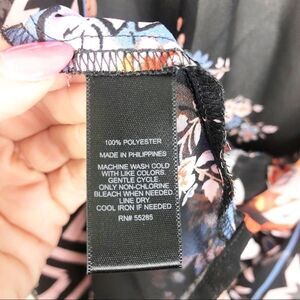 100% POLYESTER
MADE IN PHILIPPINES
MACHINE WASH COLD
WITH LIKE COLORS.
GENTLE CYCLE.
ONLY NON-CHLORINE
BLEACH WHEN NEEDED
LINE DRY.
COOL IRON IF NEEDED
RN# 55285